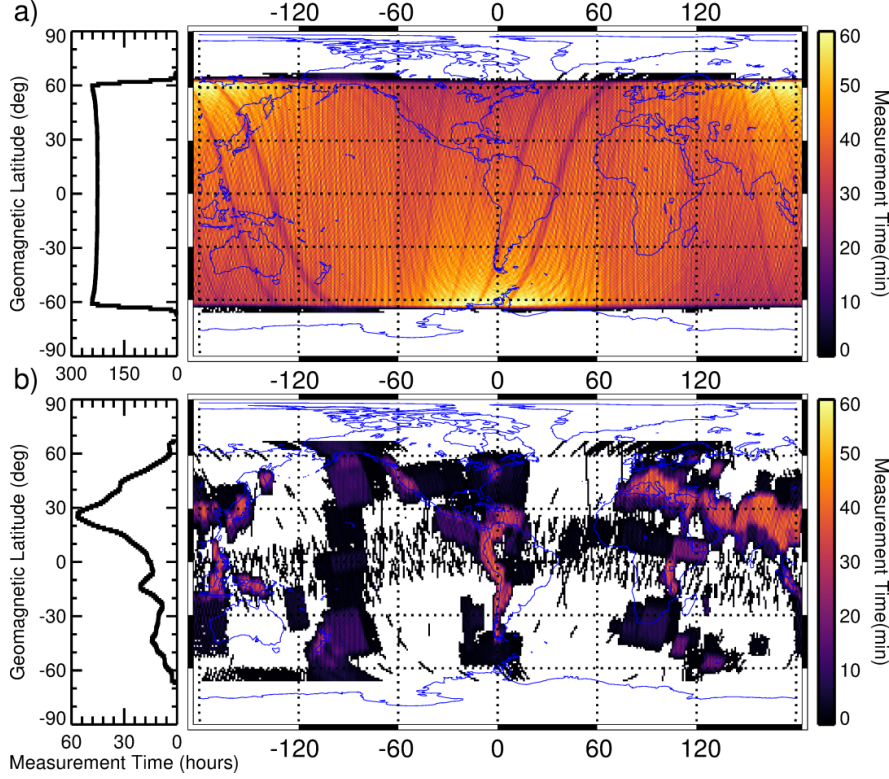 a)
-120 -60 0 60 120
Geomagnetic Latitude (deg)
90
60
30
0
-30
-60
-90
300 150 0
60
50
40
30
20
10
0
Measurement Time(min)
b)
-120 -60 0 60 120
Geomagnetic Latitude (deg)
90
60
30
0
-30
-60
-90
60 30 0
Measurement Time (hours)
-120 -60 0 60 120
60
50
40
30
20
10
0
Measurement Time(min)